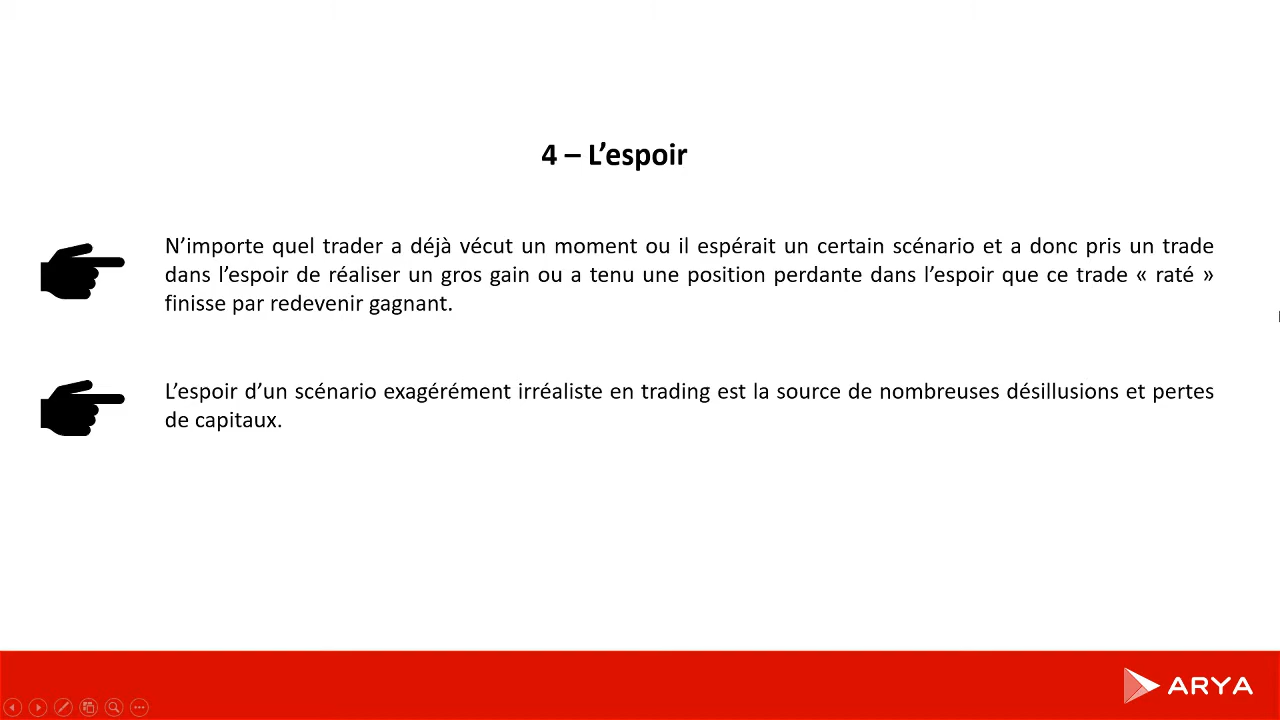 4 – L’espoir
N’importe quel trader a déjà vécut un moment ou il espérait un certain scénario et a donc pris un trade
dans l’espoir de réaliser un gros gain ou a tenu une position perdante dans l’espoir que ce trade « raté »
finisse par redevenir gagnant.
L’espoir d’un scénario exagérément irréaliste en trading est la source de nombreuses désillusions et pertes
de capitaux.
ARYA